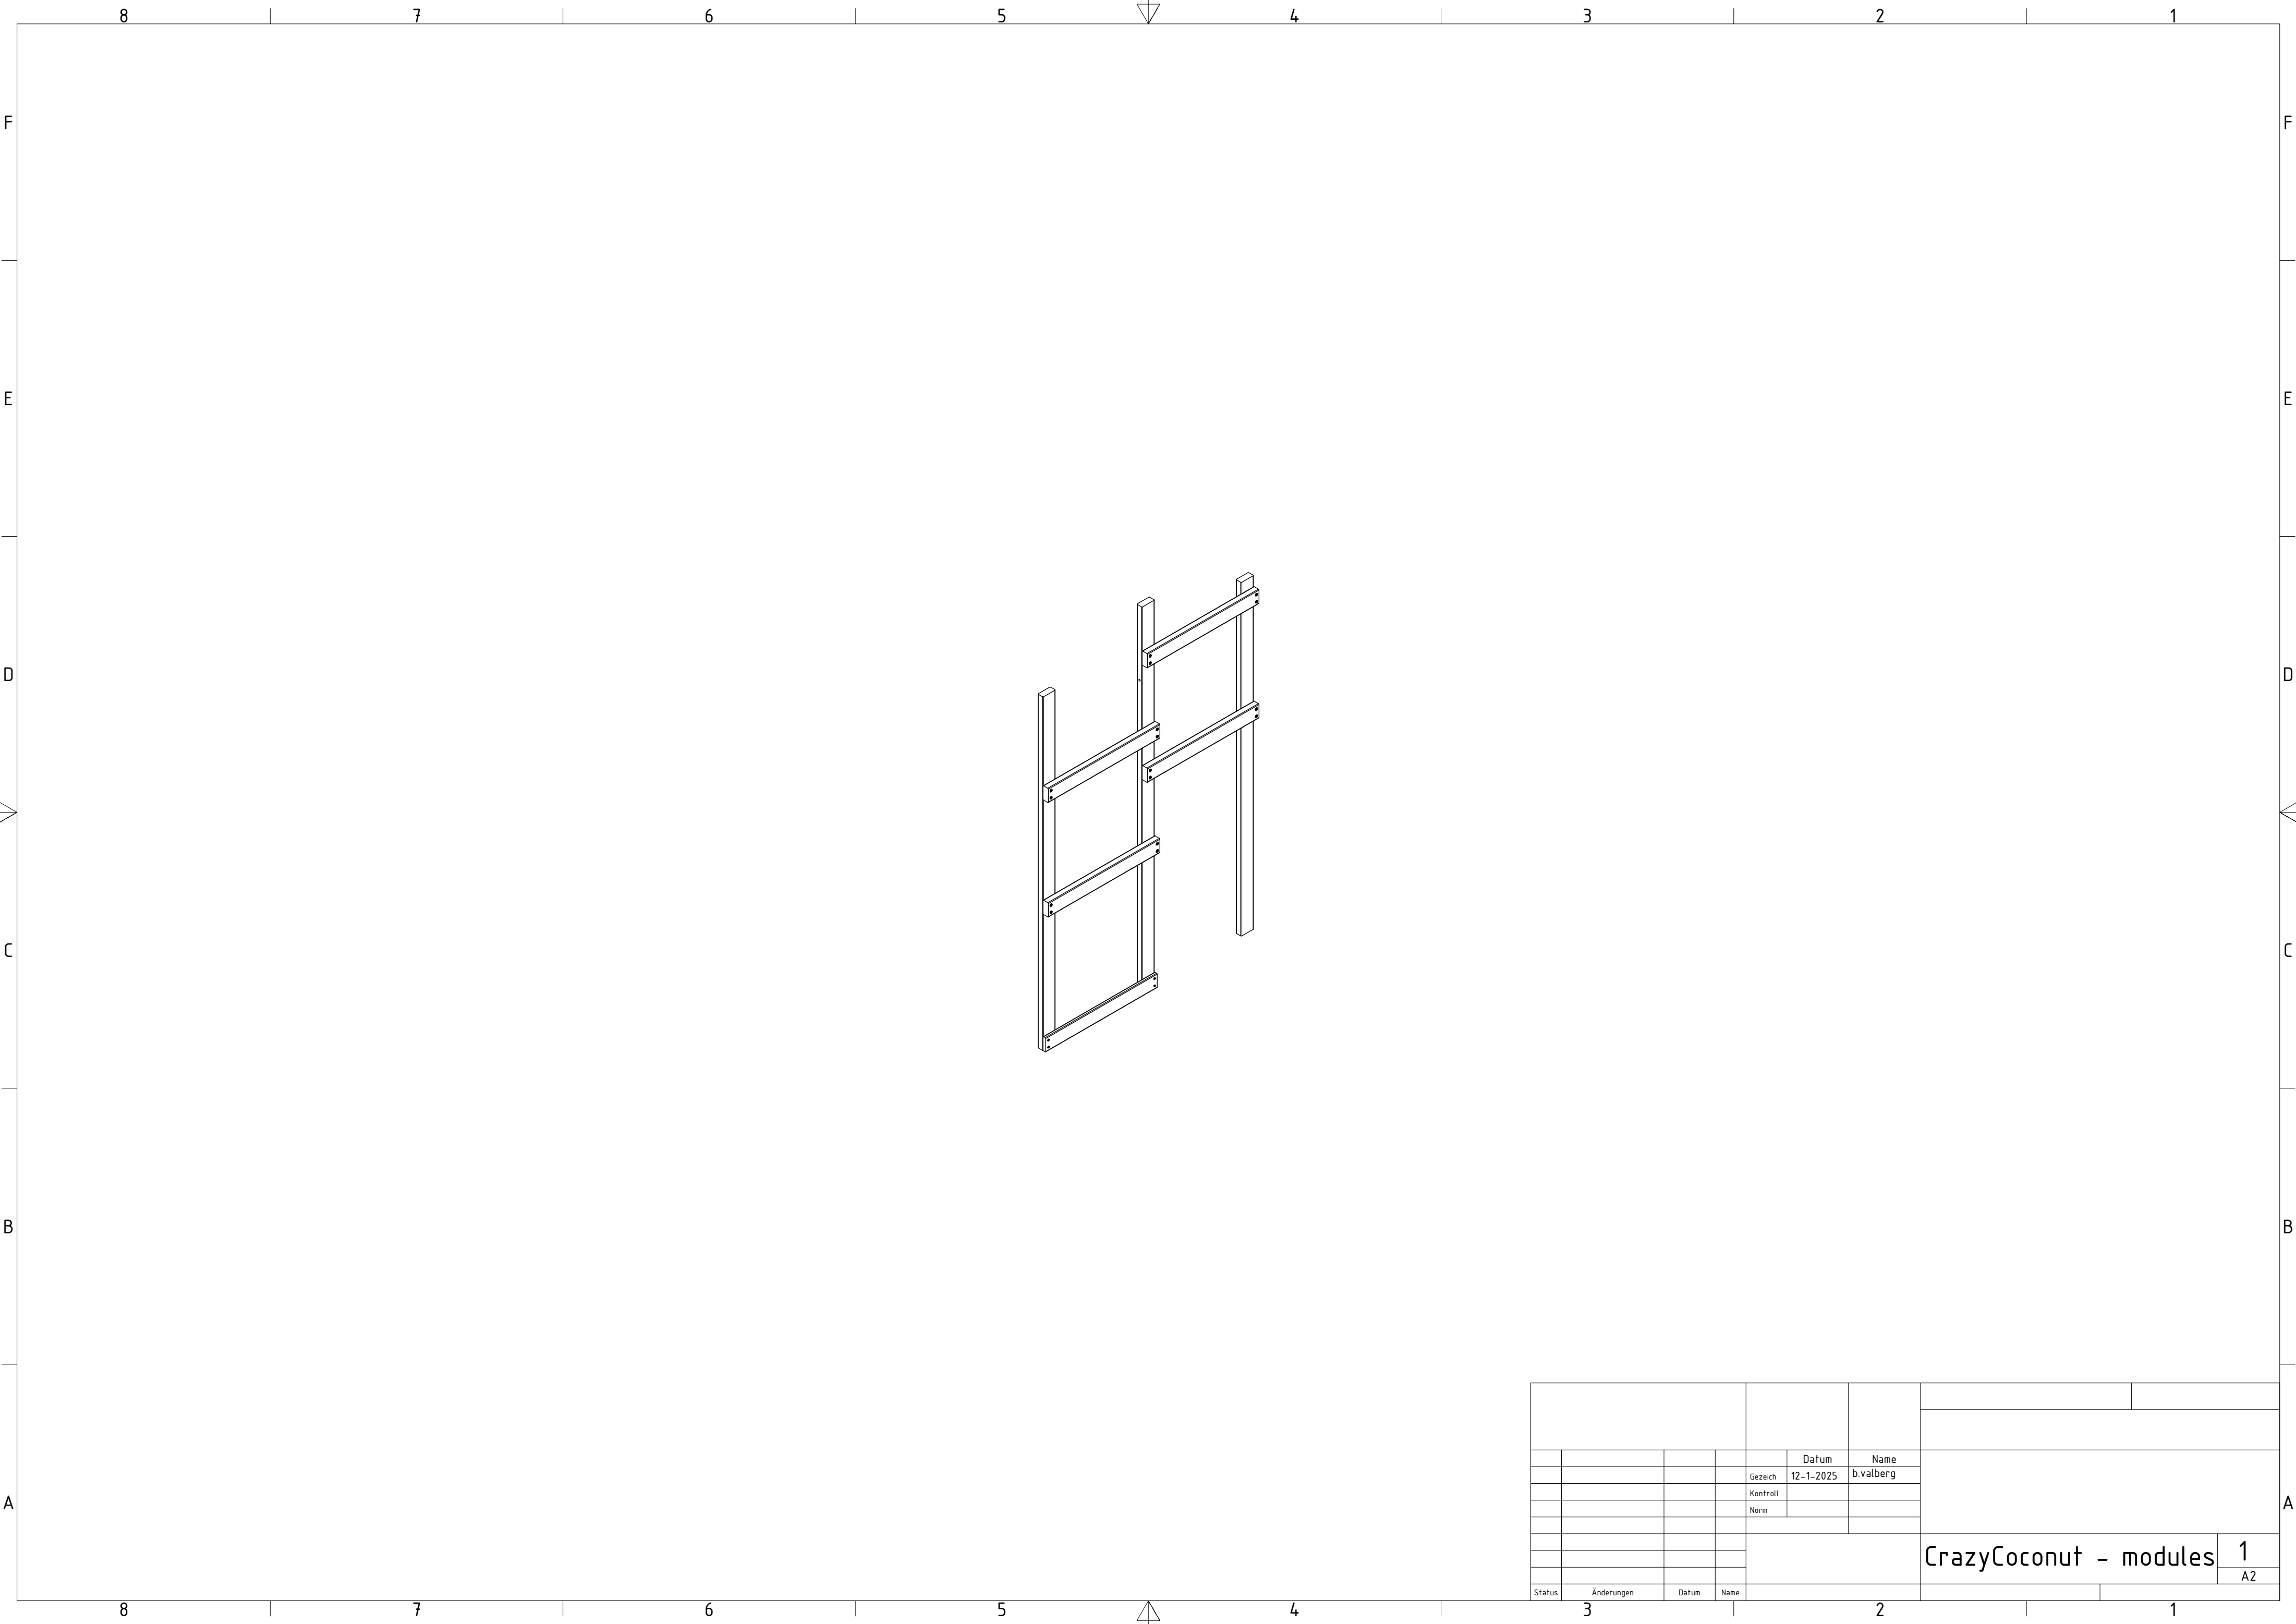 8 7 6 5 4 3 2 1
F F
E E
D D
C C
B B
A A
Datum Name
Gezeich 12-1-2025 b.valberg
Kontroll
Norm
CrazyCoconut - modules 1
A2
Status Änderungen Datum Name
8 7 6 5 4 3 2 1